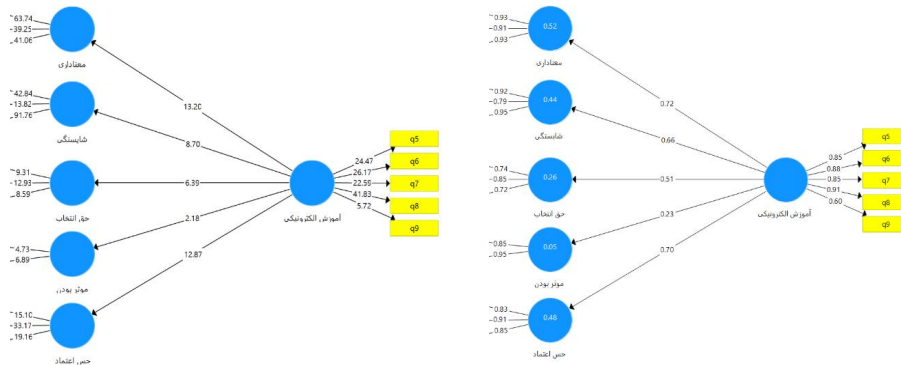 63.74
39.25
41.06
معناداری
42.84
13.82
91.76
شایستگی
9.31
12.93
8.59
حق انتخاب
4.73
6.89
موثر بودن
15.10
33.17
19.16
حس اعتماد
13.20
8.70
6.39
2.18
12.87
آموزش الکترونیکی
24.47
26.17
22.59
41.83
5.72
q5
q6
q7
q8
q9
0.93
0.91
0.93
0.52
معناداری
0.92
0.79
0.95
0.44
شایستگی
0.74
0.85
0.72
0.26
حق انتخاب
0.85
0.95
0.05
موثر بودن
0.83
0.91
0.85
0.48
حس اعتماد
0.72
0.66
0.51
0.23
0.70
آموزش الکترونیکی
0.85
0.88
0.85
0.91
0.60
q5
q6
q7
q8
q9